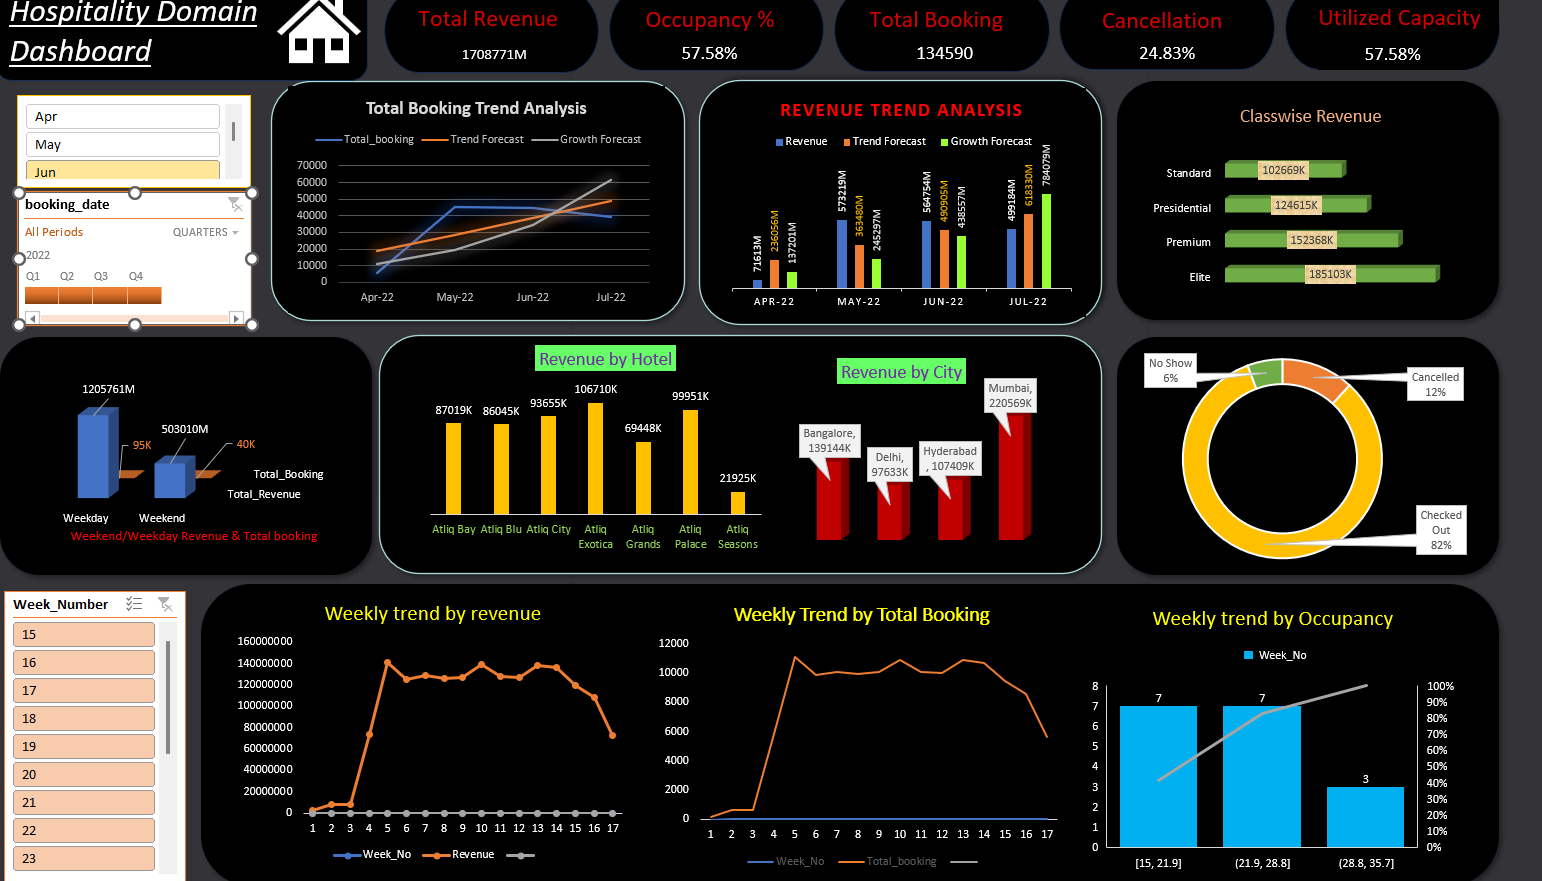 Hospitality Domain
Dashboard
Total Revenue
1708771M
Occupancy %
57.58%
Total Booking
134590
Cancellation
24.83%
Utilized Capacity
57.58%
Apr
May
Jun
booking_date
All Periods
QUARTERS
2022
Q1 Q2 Q3 Q4
Total Booking Trend Analysis
Total_booking Trend Forecast Growth Forecast
70000
60000
50000
40000
30000
20000
10000
0
Apr-22 May-22 Jun-22 Jul-22
REVENUE TREND ANALYSIS
Revenue Trend Forecast Growth Forecast
71613M
236056M
137201M
573219M
363480M
245297M
564754M
490905M
438557M
499184M
618330M
784079M
APR-22 MAY-22 JUN-22 JUL-22
Classwise Revenue
Standard 102669K
Presidential 124615K
Premium 152368K
Elite 185103K
1205761M
95K
503010M
40K
Total_Booking
Total_Revenue
Weekday Weekend
Weekend/Weekday Revenue & Total booking
Revenue by Hotel
87019K
86045K
93655K
106710K
69448K
99951K
21925K
Atliq Bay
Atliq Blu
Atliq City
Atliq
Exotica
Atliq
Grands
Atliq
Palace
Atliq
Seasons
Revenue by City
Bangalore,
139144K
Delhi,
97633K
Hyderabad
, 107409K
Mumbai,
220569K
No Show
6%
Cancelled
12%
Checked
Out
82%
Week_Number
15
16
17
18
19
20
21
22
23
Weekly trend by revenue
160000000
140000000
120000000
100000000
80000000
60000000
40000000
20000000
0
1 2 3 4 5 6 7 8 9 10 11 12 13 14 15 16 17
Week_No Revenue
Weekly Trend by Total Booking
12000
10000
8000
6000
4000
2000
0
1 2 3 4 5 6 7 8 9 10 11 12 13 14 15 16 17
Week_No Total_booking
Weekly trend by Occupancy
Week_No
8
7
6
5
4
3
2
1
0
7
7
3
100%
90%
80%
70%
60%
50%
40%
30%
20%
10%
0%
[15, 21.9] (21.9, 28.8] (28.8, 35.7]